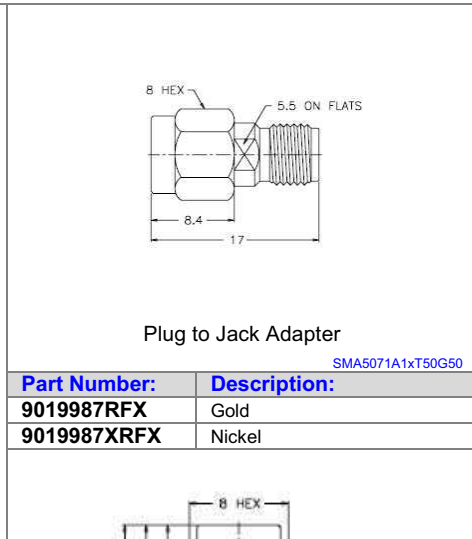 8 HEX
5.5 ON FLATS
8.4
17
Plug to Jack Adapter
SMA5071A1xT50G50
Part Number: Description:
9019987RFX Gold
9019987XRFX Nickel
8 HEX